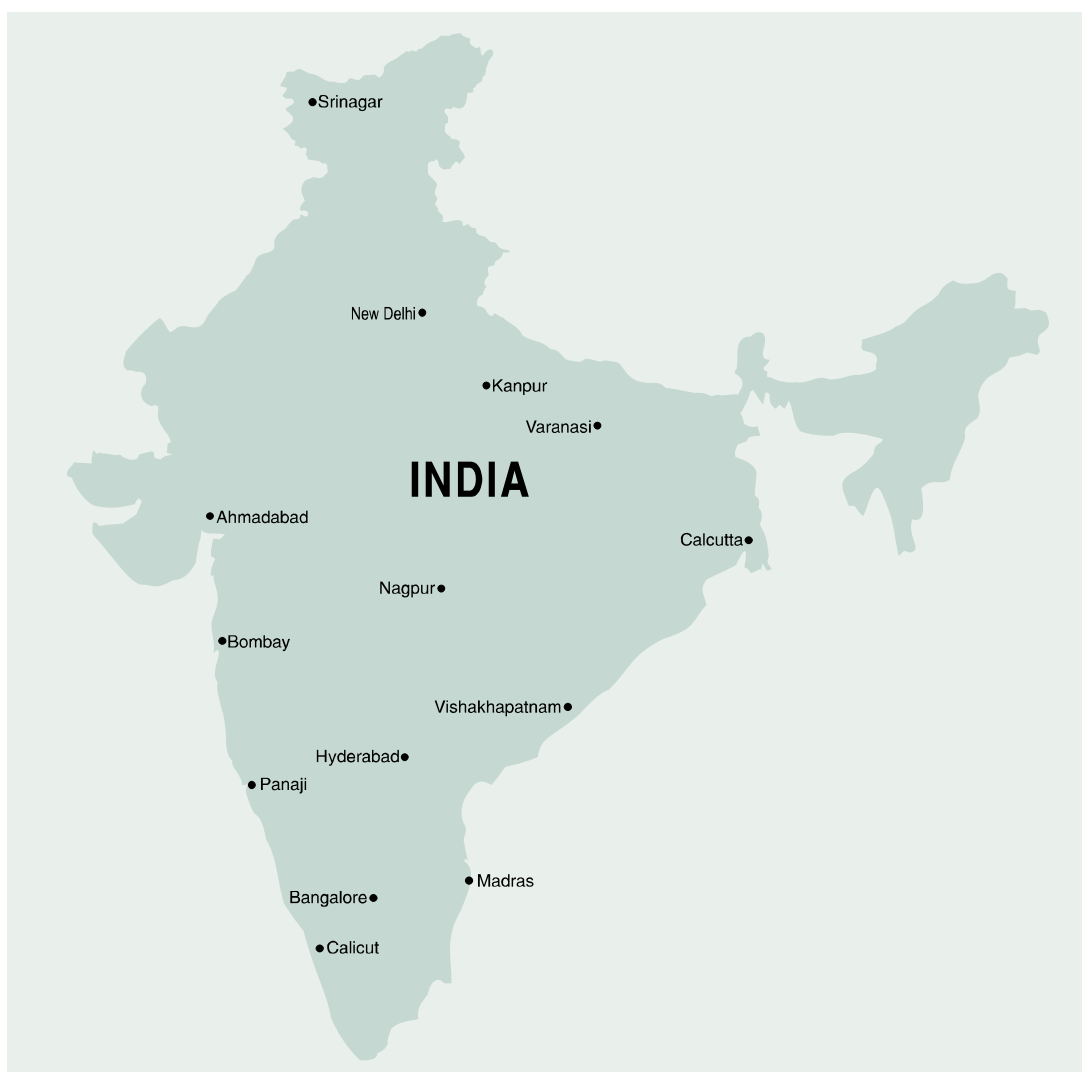 Srinagar
New Delhi
Kanpur
Varanasi
INDIA
Ahmadabad
Calcutta
Nagpur
Bombay
Vishakhapatnam
Hyderabad
Panaji
Madras
Bangalore
Calicut